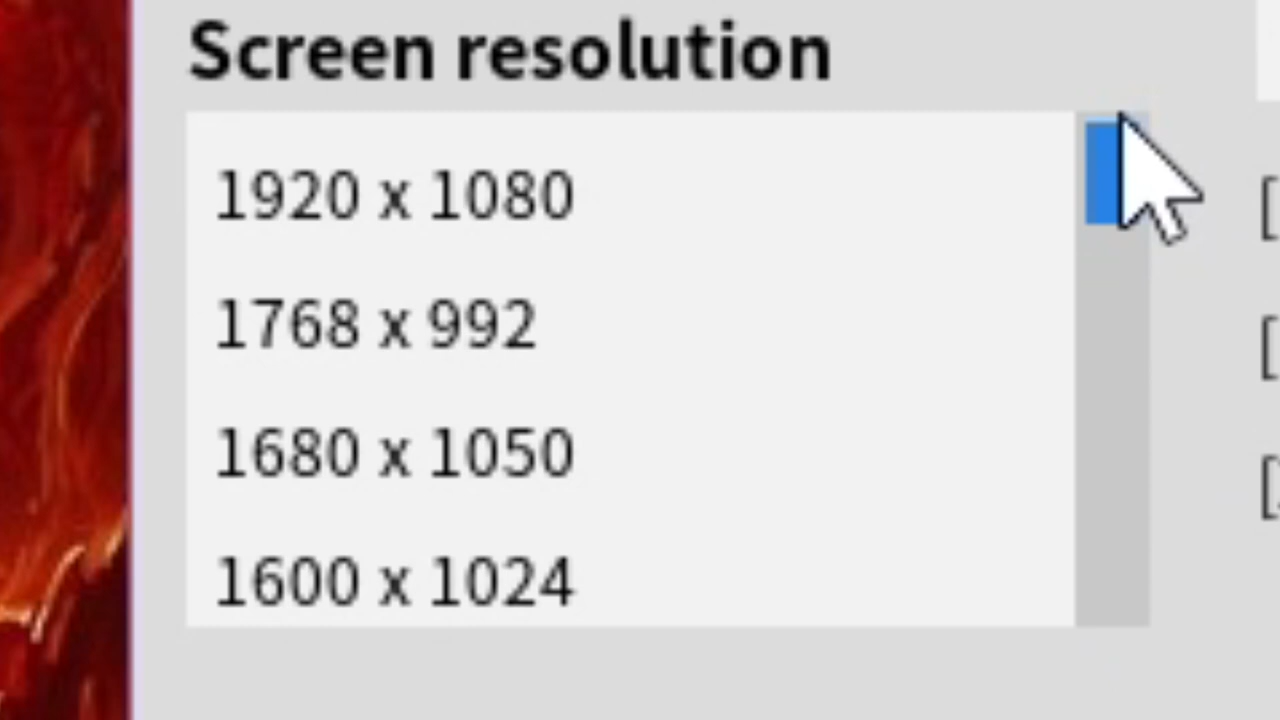 Screen resolution
1920 x 1080
1768 x 992
1680 x 1050
1600 x 1024